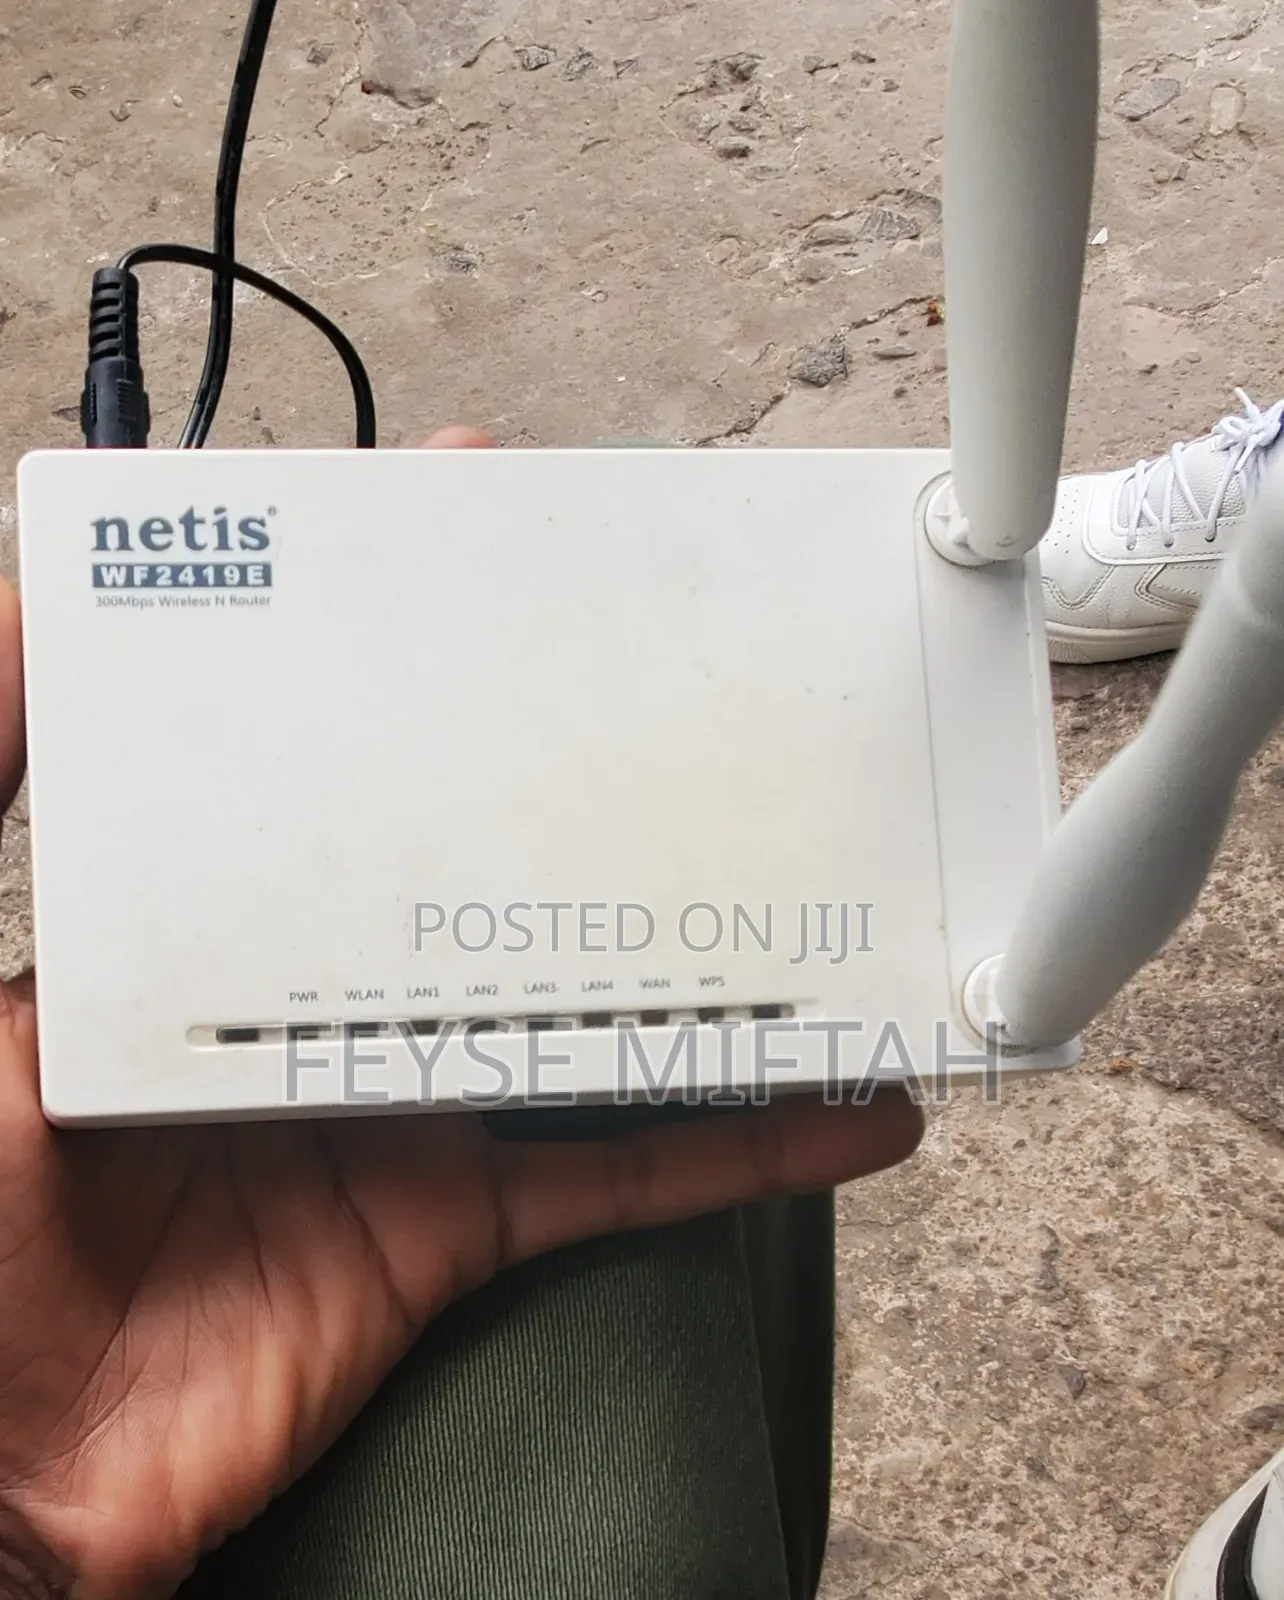 netis®
WF2419E
300Mbps Wireless N Router
POSTED ON JIJI
PWR WLAN LAN1 LAN2 LAN3 LAN4 WAN WPS
FEYSE MIFTAH